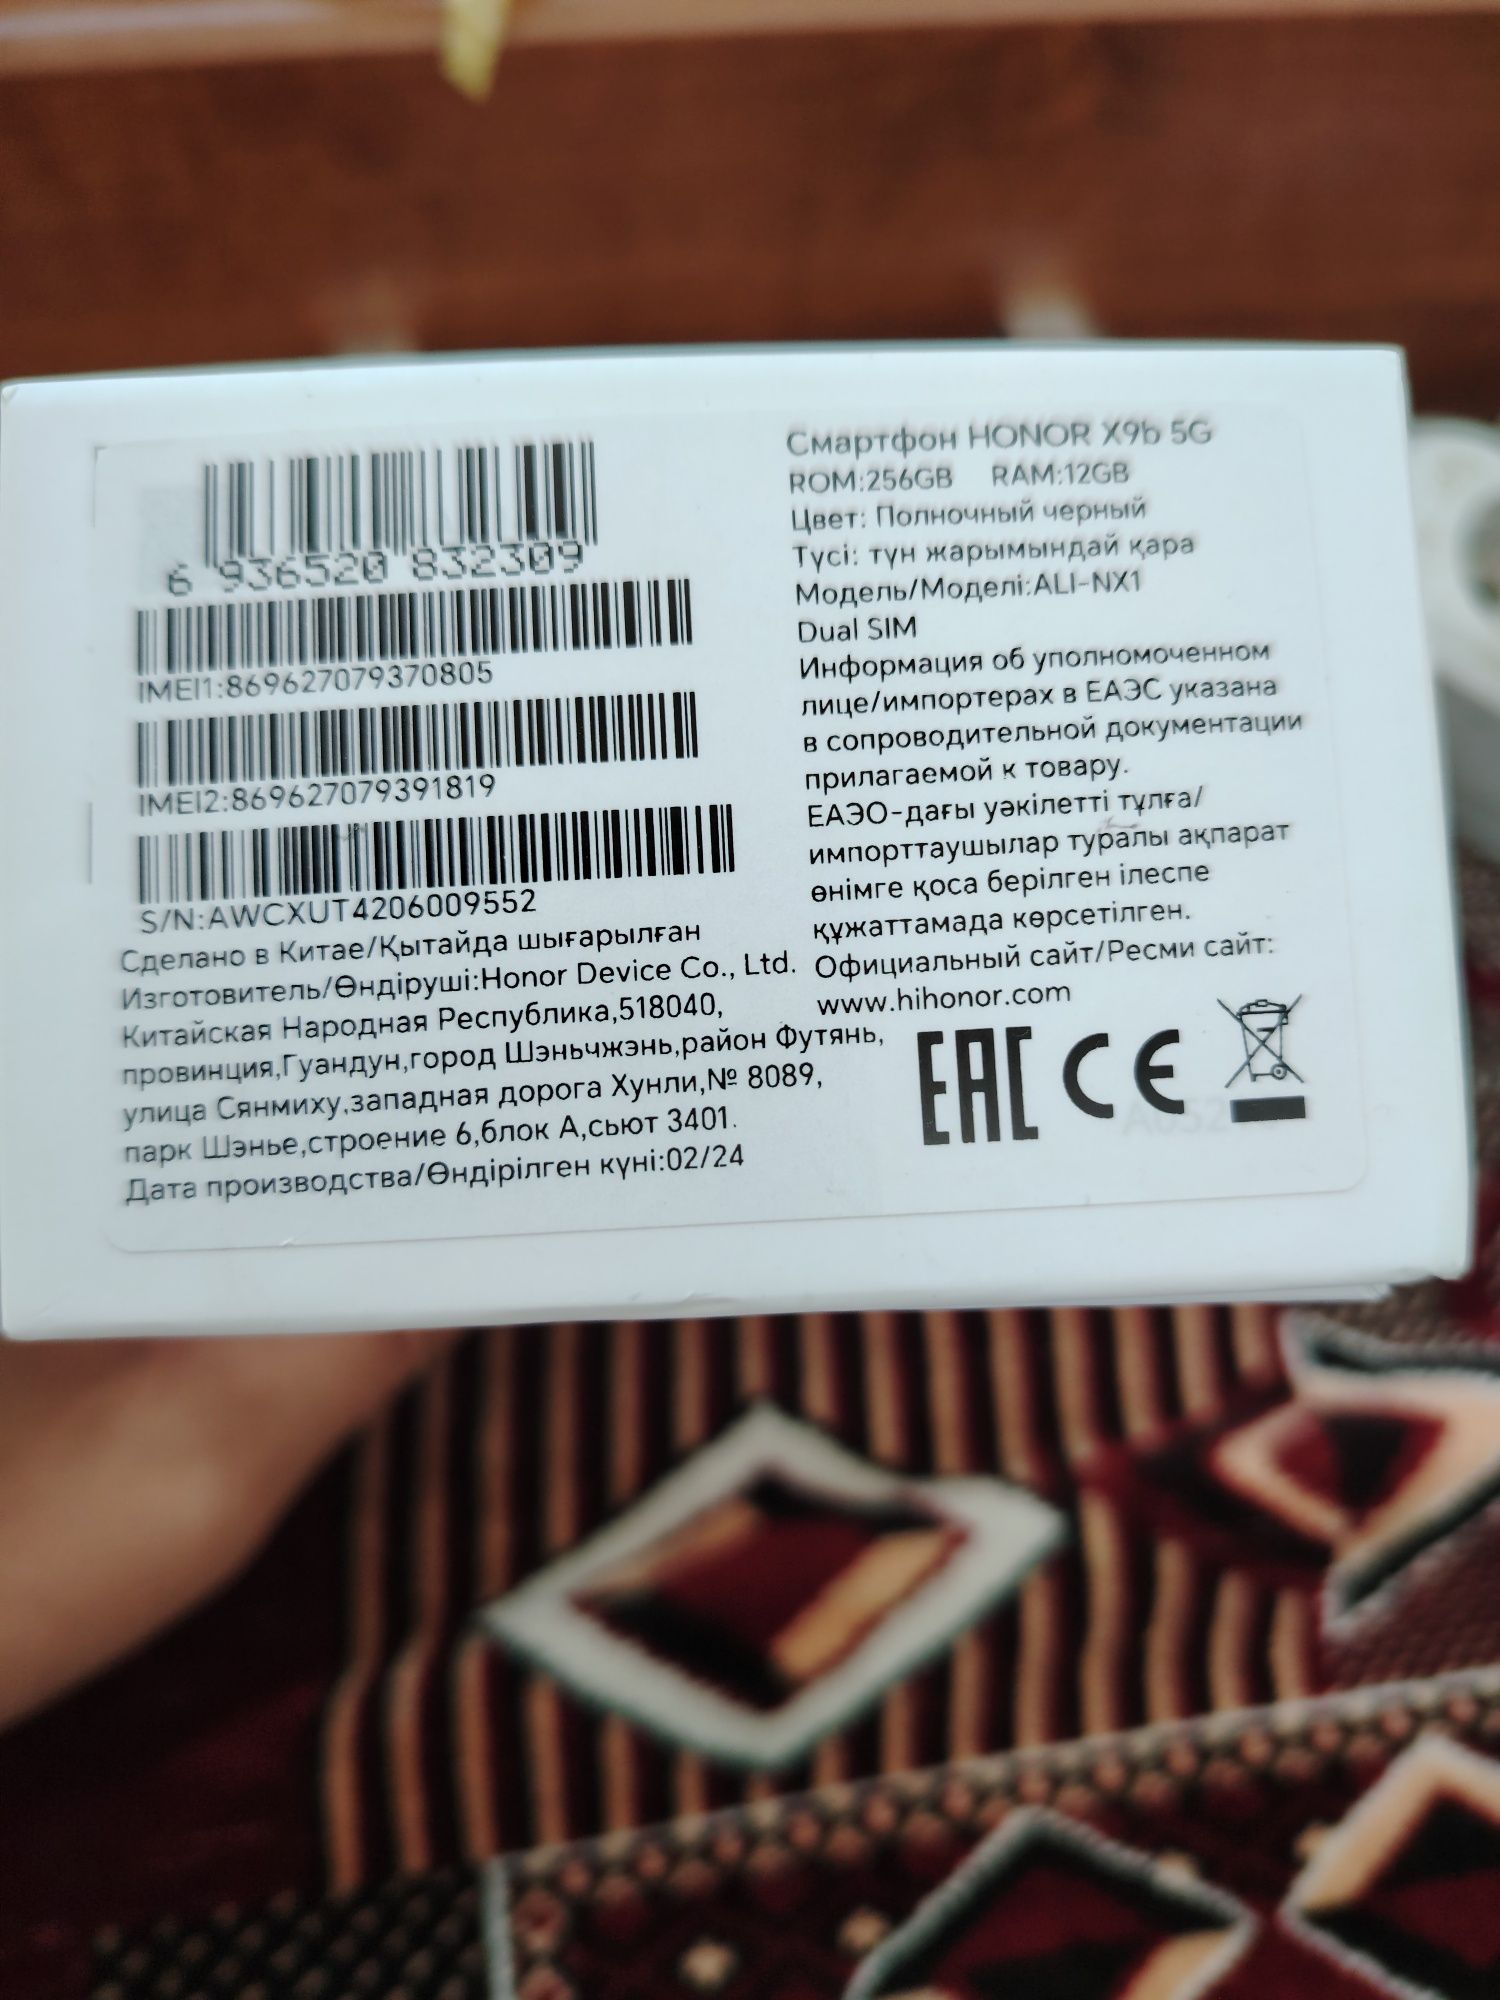 6 936520 832309
IMEI1:869627079370805
IMEI2:869627079391819
S/N:AWCXUT4206009552
Сделано в Китае/Қытайда шығарылған
Изготовитель/Өндіруші:Honor Device Co., Ltd.
Китайская Народная Республика,518040,
провинция,Гуандун,город Шэньчжэнь,район Футянь,
улица Сянмиху,западная дорога Хунли,№ 8089,
парк Шэнье,строение 6,блок А,сьют 3401.
Дата производства/Өндірілген күні:02/24
Смартфон HONOR X9b 5G
ROM:256GB RAM:12GB
Цвет: Полночный черный
Түсі: түн жарымындай қара
Модель/Моделі:ALI-NX1
Dual SIM
Информация об уполномоченном
лице/импортерах в ЕАЭС указана
в сопроводительной документации
прилагаемой к товару.
ЕАЭО-дағы уәкілетті тұлға/
импорттаушылар туралы ақпарат
өнімге қоса берілген ілеспе
құжаттамада көрсетілген.
Официальный сайт/Ресми сайт:
www.hihonor.com
EAC CE